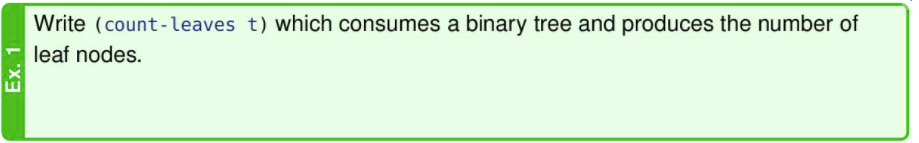 Ex. 1
Write (count-leaves t) which consumes a binary tree and produces the number of
leaf nodes.